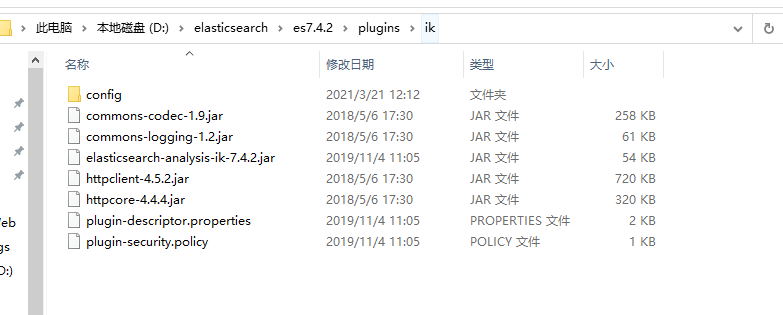 此电脑 > 本地磁盘 (D:) > elasticsearch > es7.4.2 > plugins > ik
名称 修改日期 类型 大小
config 2021/3/21 12:12 文件夹
commons-codec-1.9.jar 2018/5/6 17:30 JAR 文件 258 KB
commons-logging-1.2.jar 2018/5/6 17:30 JAR 文件 61 KB
elasticsearch-analysis-ik-7.4.2.jar 2019/11/4 11:05 JAR 文件 54 KB
httpclient-4.5.2.jar 2018/5/6 17:30 JAR 文件 720 KB
httpcore-4.4.4.jar 2018/5/6 17:30 JAR 文件 320 KB
plugin-descriptor.properties 2019/11/4 11:05 PROPERTIES 文件 2 KB
plugin-security.policy 2019/11/4 11:05 POLICY 文件 1 KB